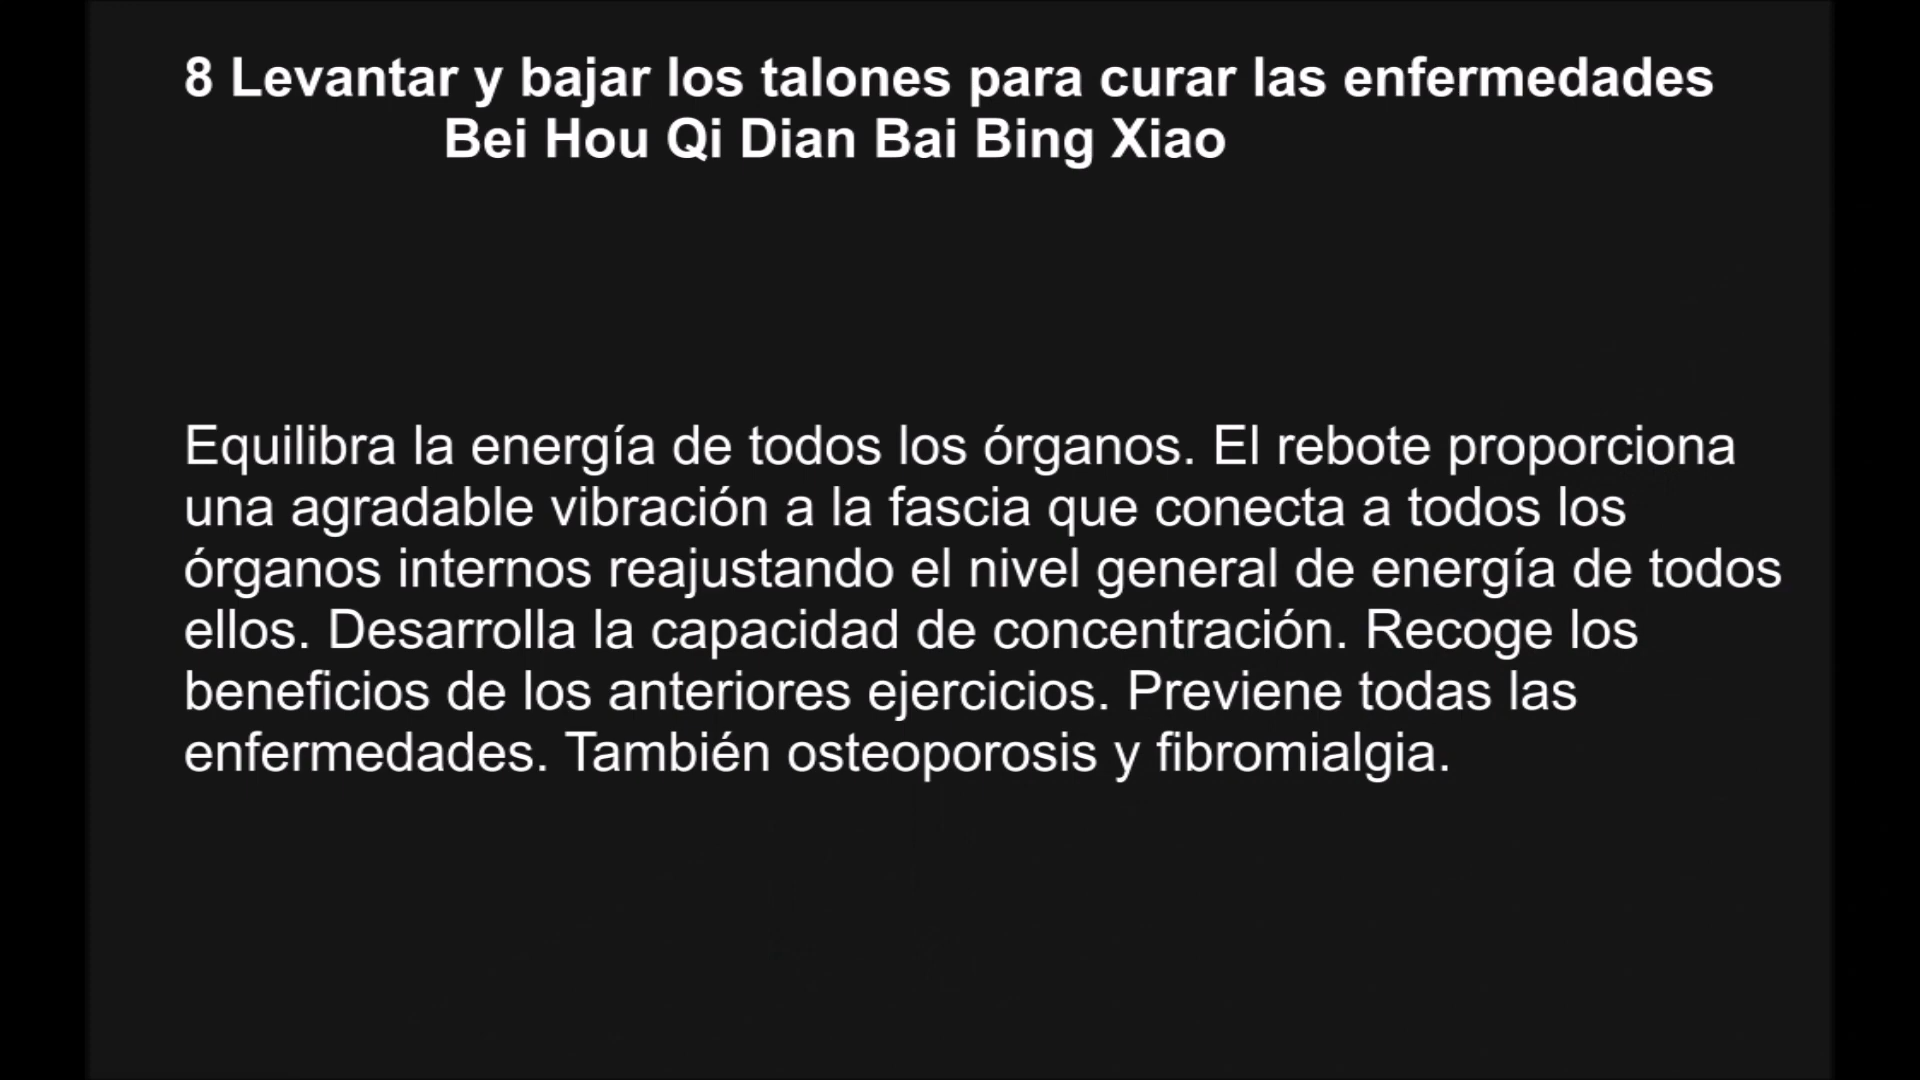 8 Levantar y bajar los talones para curar las enfermedades
Bei Hou Qi Dian Bai Bing Xiao
Equilibra la energía de todos los órganos. El rebote proporciona
una agradable vibración a la fascia que conecta a todos los
órganos internos reajustando el nivel general de energía de todos
ellos. Desarrolla la capacidad de concentración. Recoge los
beneficios de los anteriores ejercicios. Previene todas las
enfermedades. También osteoporosis y fibromialgia.